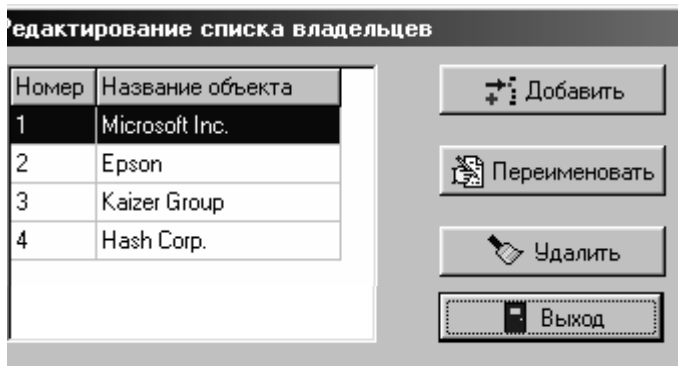 Редактирование списка владельцев
Номер Название объекта
1 Microsoft Inc.
2 Epson
3 Kaizer Group
4 Hash Corp.
Добавить
Переименовать
Удалить
Выход